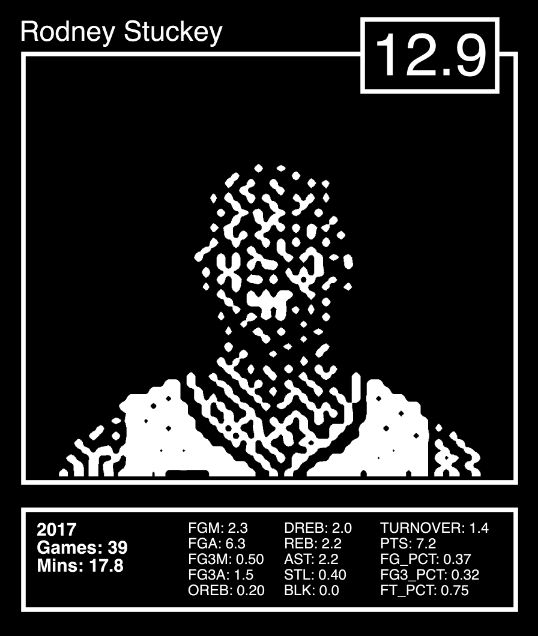 Rodney Stuckey
12.9
2017
Games: 39
Mins: 17.8
FGM: 2.3
FGA: 6.3
FG3M: 0.50
FG3A: 1.5
OREB: 0.20
DREB: 2.0
REB: 2.2
AST: 2.2
STL: 0.40
BLK: 0.0
TURNOVER: 1.4
PTS: 7.2
FG_PCT: 0.37
FG3_PCT: 0.32
FT_PCT: 0.75